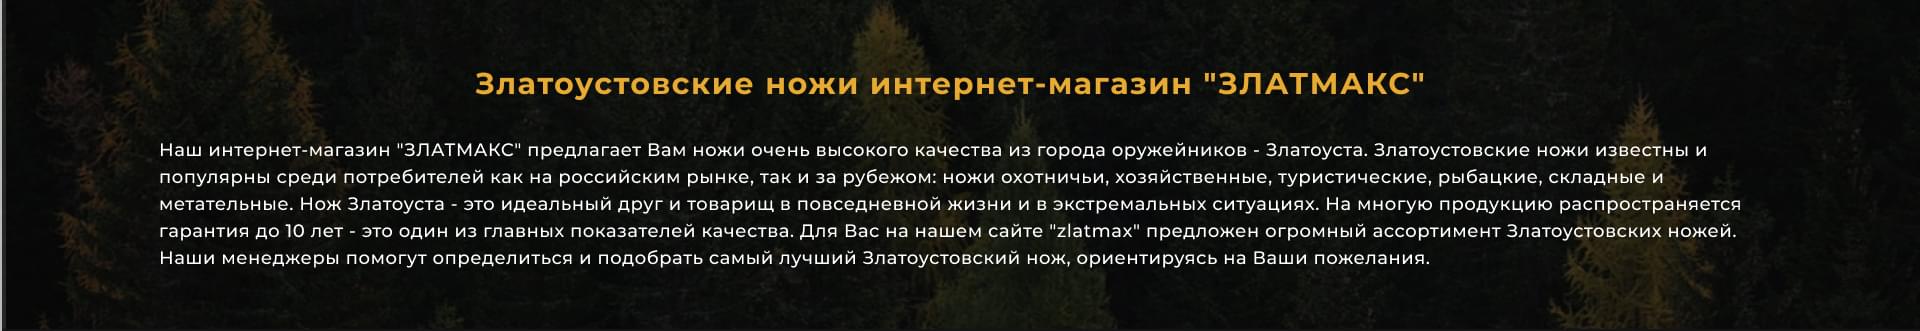 Златоустовские ножи интернет-магазин "ЗЛАТМАКС"
Наш интернет-магазин "ЗЛАТМАКС" предлагает Вам ножи очень высокого качества из города оружейников - Златоуста. Златоустовские ножи известны и
популярны среди потребителей как на российским рынке, так и за рубежом: ножи охотничьи, хозяйственные, туристические, рыбацкие, складные и
метательные. Нож Златоуста - это идеальный друг и товарищ в повседневной жизни и в экстремальных ситуациях. На многую продукцию распространяется
гарантия до 10 лет - это один из главных показателей качества. Для Вас на нашем сайте "zlatmax" предложен огромный ассортимент Златоустовских ножей.
Наши менеджеры помогут определиться и подобрать самый лучший Златоустовский нож, ориентируясь на Ваши пожелания.